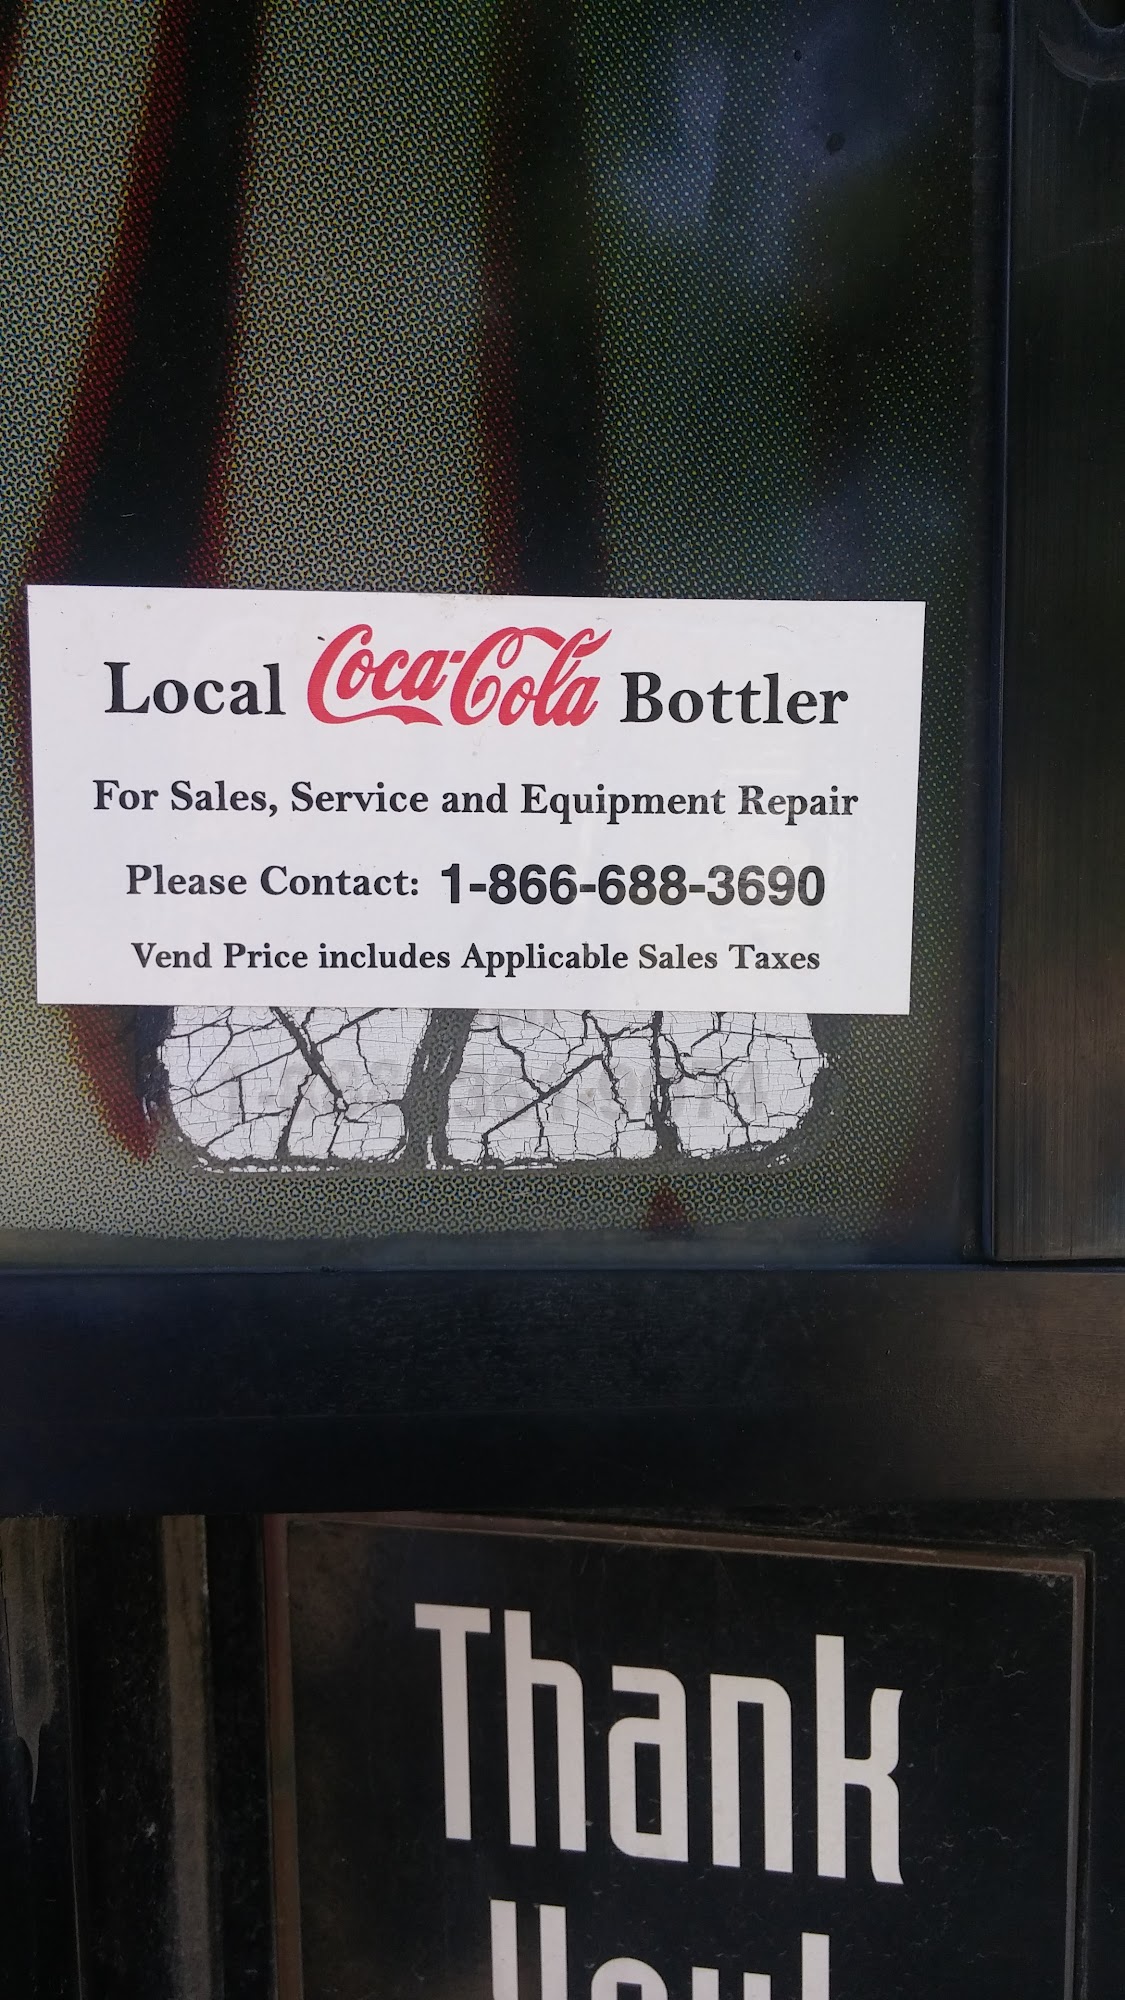 Local Coca-Cola Bottler
For Sales, Service and Equipment Repair
Please Contact: 1-866-688-3690
Vend Price includes Applicable Sales Taxes
Thank
You!